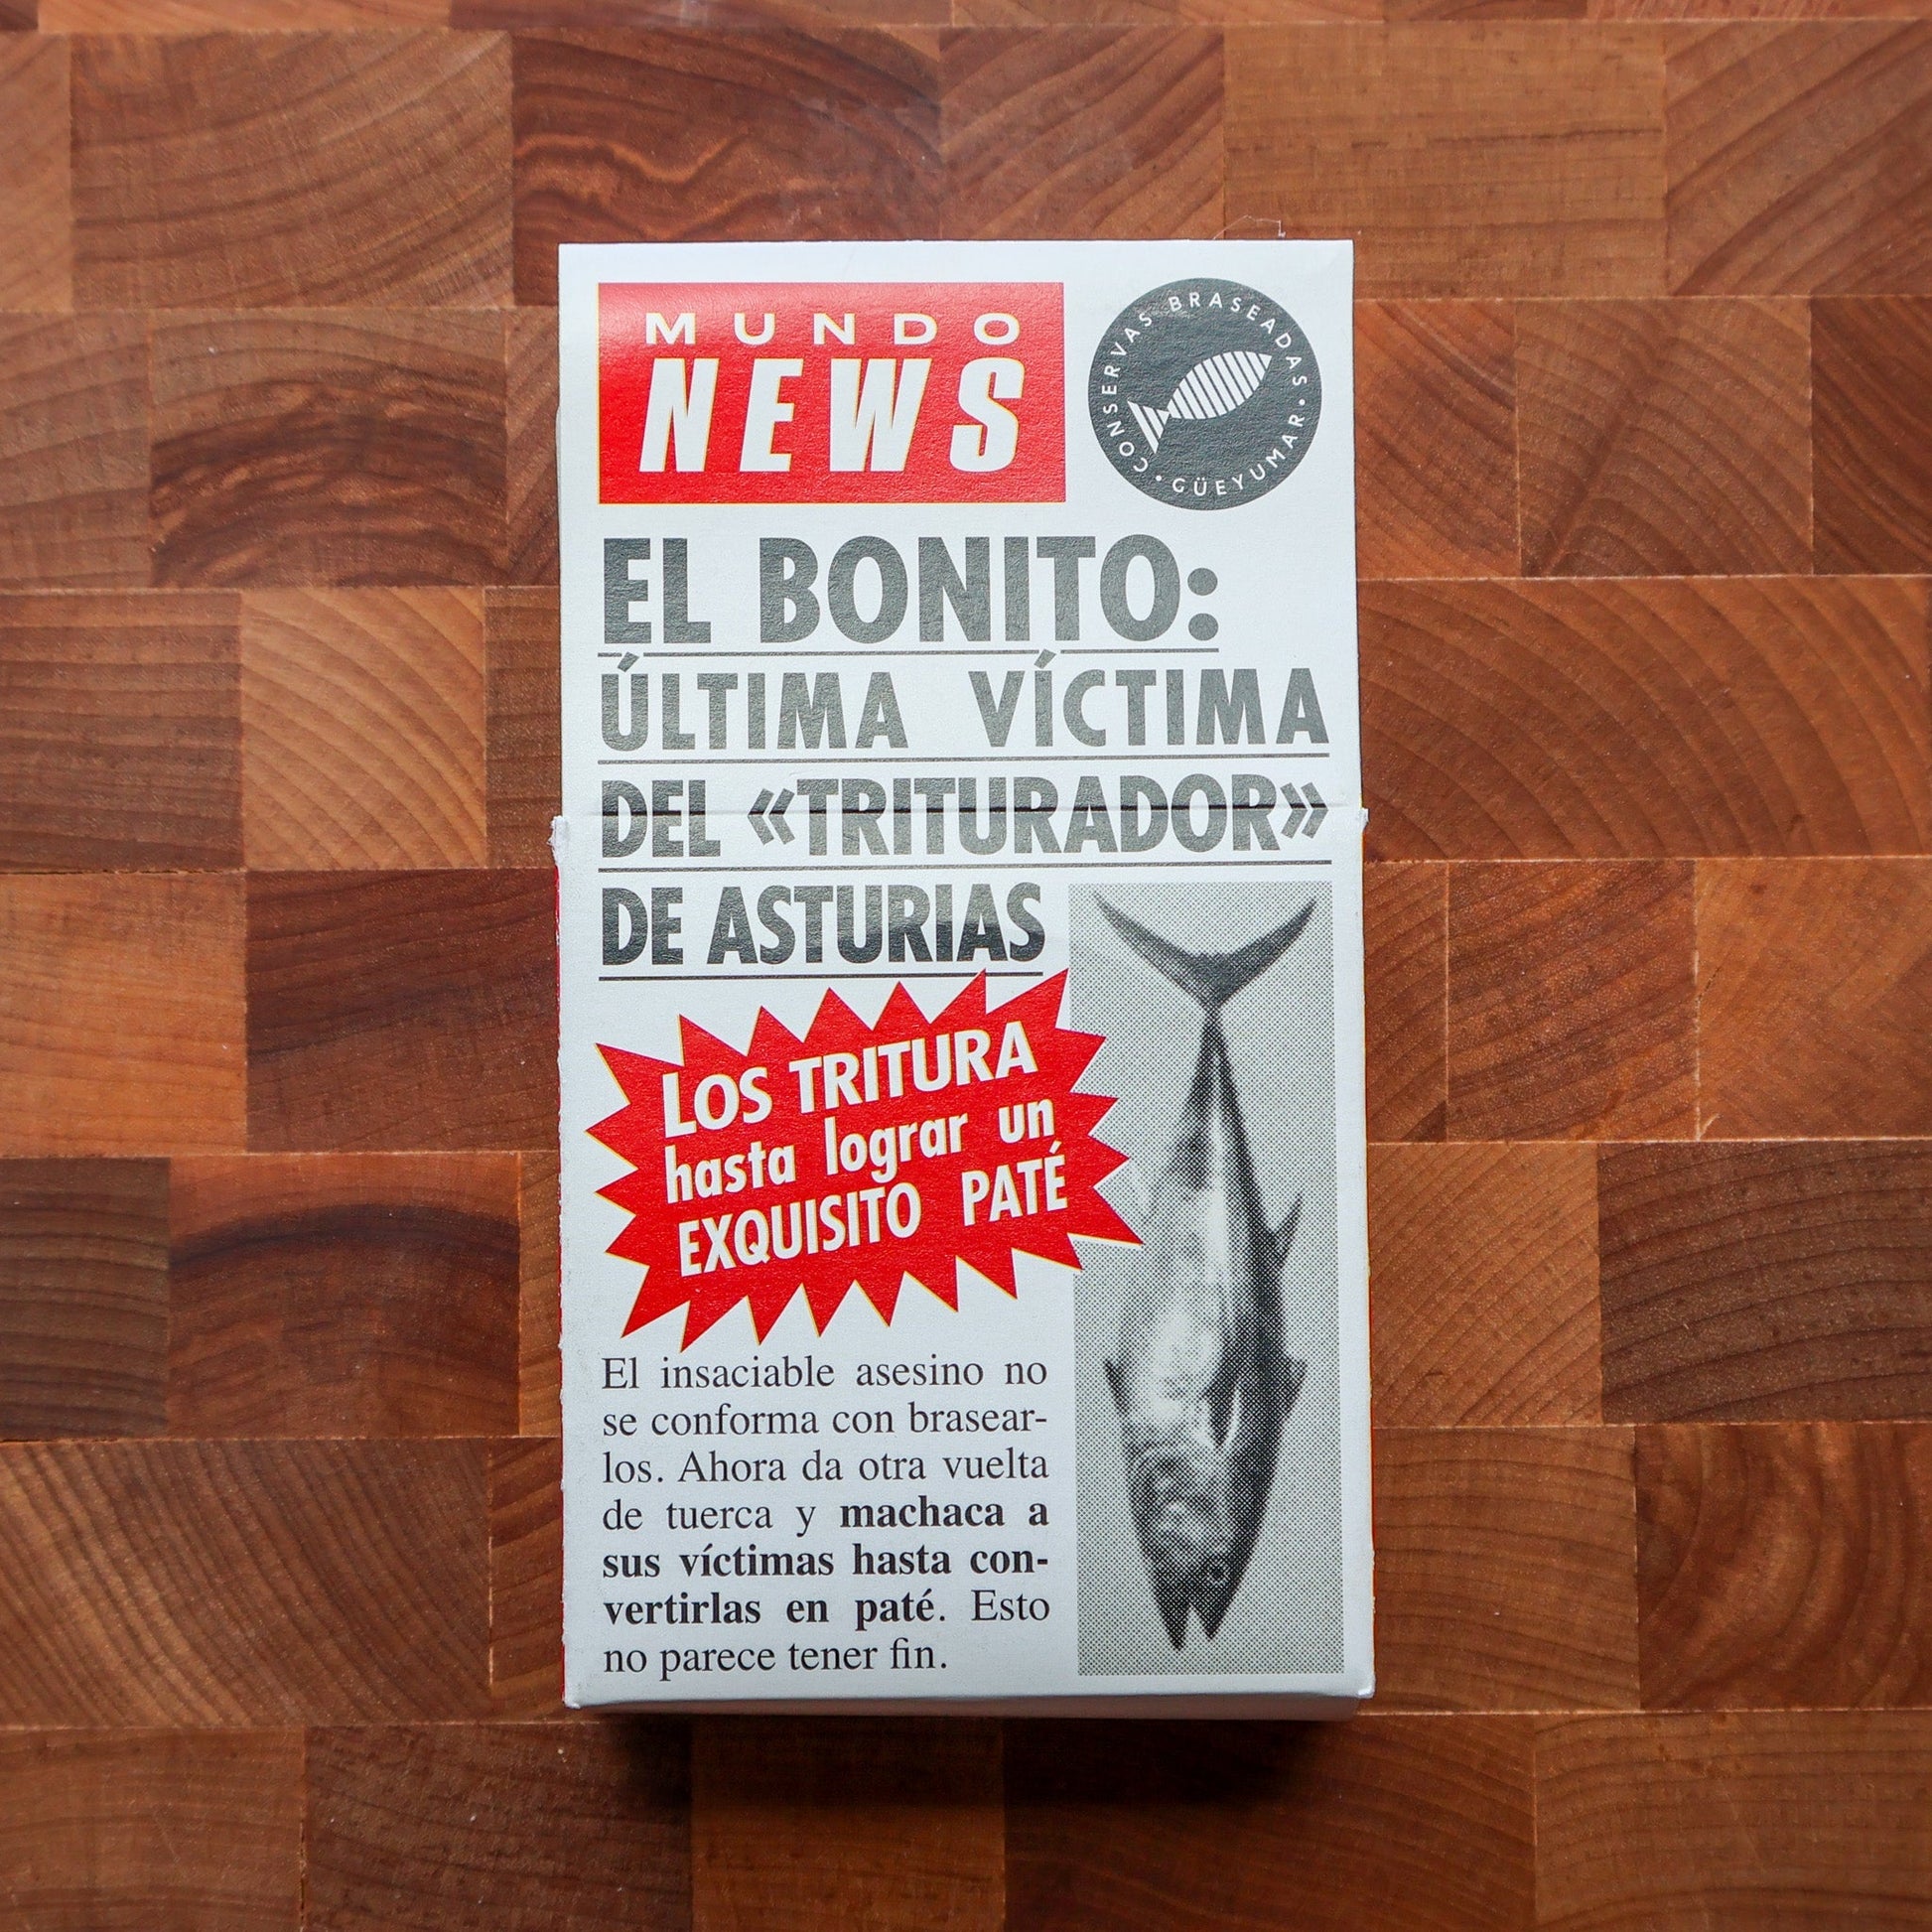 MUNDO
NEWS
CONSERVAS BRASEADAS • GÜEYUMAR •
EL BONITO:
ÚLTIMA VÍCTIMA
DEL «TRITURADOR»
DE ASTURIAS
LOS TRITURA
hasta lograr un
EXQUISITO PATÉ
El insaciable asesino no
se conforma con brasear-
los. Ahora da otra vuelta
de tuerca y machaca a
sus víctimas hasta con-
vertirlas en paté. Esto
no parece tener fin.